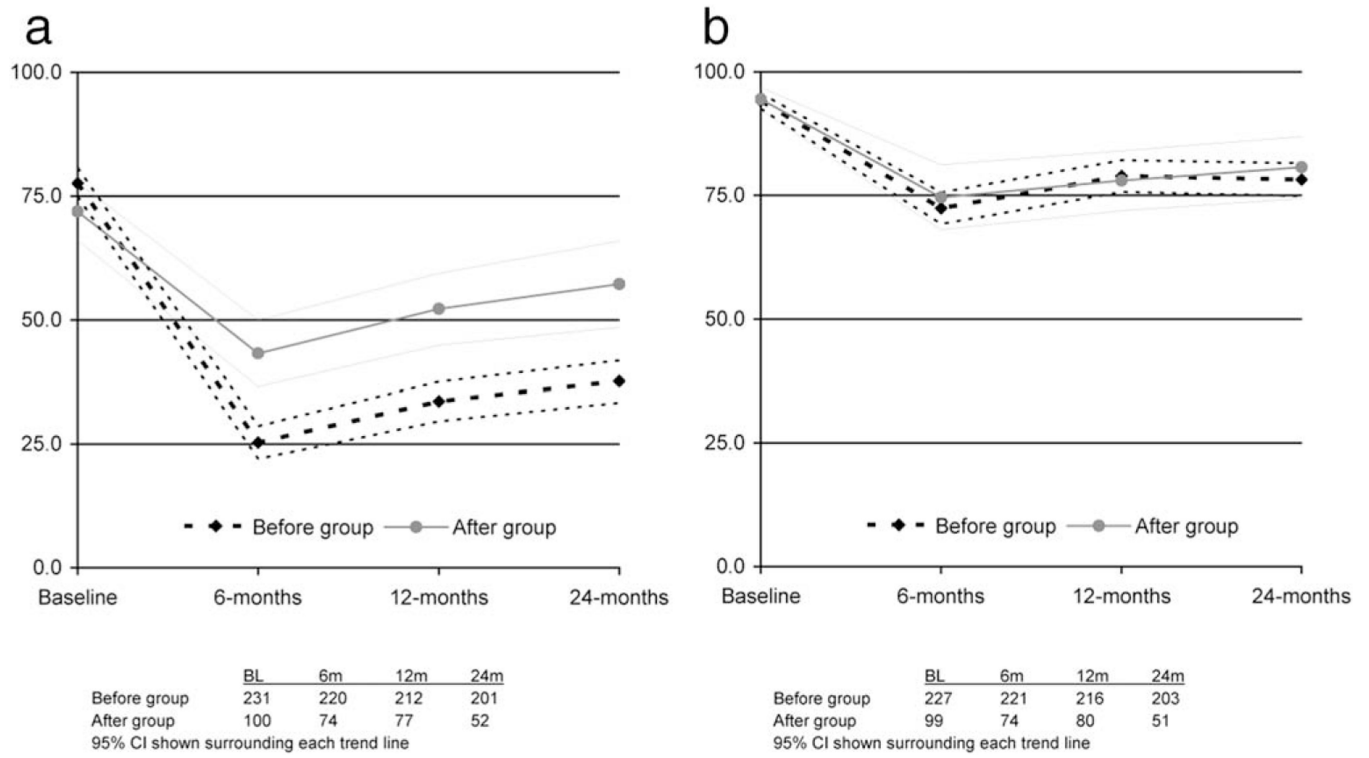 a
100.0
75.0
50.0
25.0
0.0
Before group After group
Baseline 6-months 12-months 24-months
BL 6m 12m 24m
Before group 231 220 212 201
After group 100 74 77 52
95% CI shown surrounding each trend line
b
100.0
75.0
50.0
25.0
0.0
Before group After group
Baseline 6-months 12-months 24-months
BL 6m 12m 24m
Before group 227 221 216 203
After group 99 74 80 51
95% CI shown surrounding each trend line